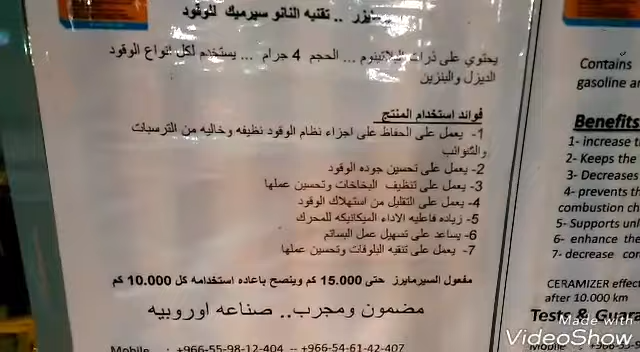 سيرمايزر .. تقنيه النانو سيرميك للوقود
يحتوي على ذرات البلاتينوم ... الحجم 4 جرام ... يستخدم لكل انواع الوقود
الديزل والبنزين
فوائد استخدام المنتج
1- يعمل على الحفاظ على اجزاء نظام الوقود نظيفه وخاليه من الترسبات
والشوائب
2- يعمل على تحسين جوده الوقود
3- يعمل على تنظيف البخاخات وتحسين عملها
4- يعمل على التقليل من استهلاك الوقود
5- زياده فاعليه الاداء الميكانيكيه للمحرك
6- يساعد على تسهيل عمل البساتم
7- يعمل على تنقيه البلوفات وتحسين عملها
مفعول السيرمايزر حتى 15.000 كم وينصح باعاده استخدامه كل 10.000 كم
مضمون ومجرب.. صناعه اوروبيه
Mobile : +966-55-98-12-404 -- +966-54-61-42-407
Contains
gasoline
Benefits
1- increase
2- Keeps the
3- Decreases
4- prevents
combustion
5- Supports
6- enhance the
7- decrease
CERAMIZER
after 10.000 km
Tests &
Mobile : +966-55
Made with
VideoShow